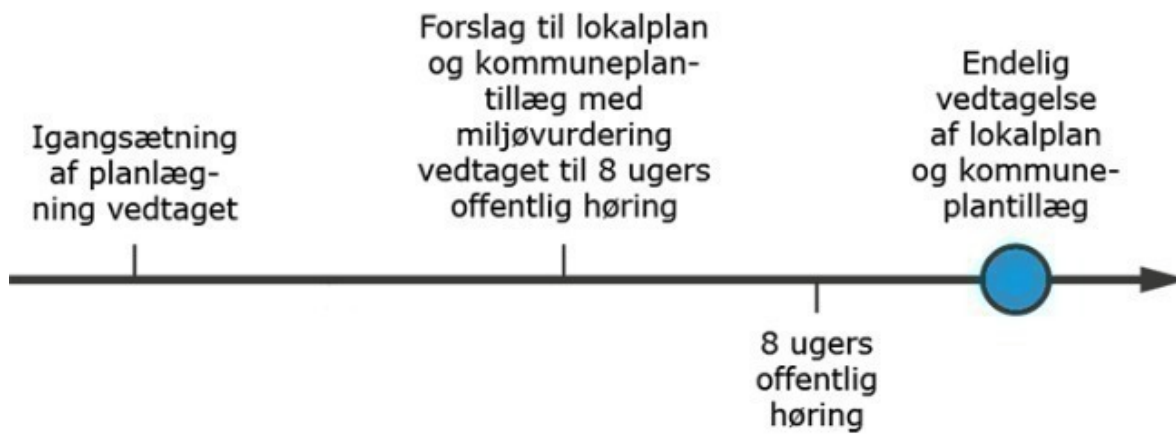 Igangsætning
af planlæg-
ning vedtaget
Forslag til lokalplan
og kommuneplan-
tillæg med
miljøvurdering
vedtaget til 8 ugers
offentlig høring
8 ugers
offentlig
høring
Endelig
vedtagelse
af lokalplan
og kommune-
plantillæg